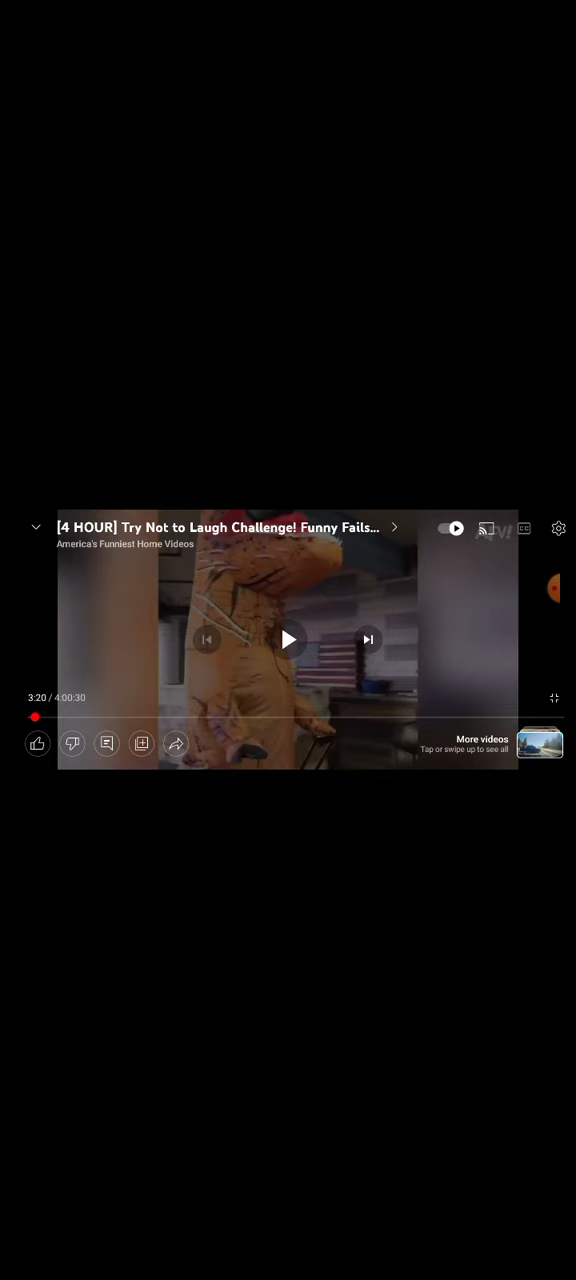 [4 HOUR] Try Not to Laugh Challenge! Funny Fails...
America's Funniest Home Videos
CC
3:20 / 4:00:30
More videos
Tap or swipe up to see all